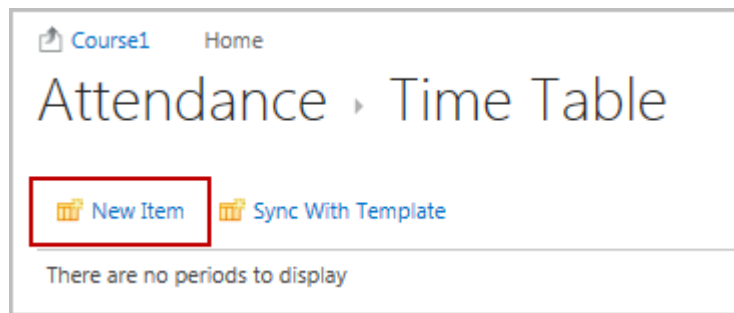 Course1 Home
Attendance ▸ Time Table
New Item Sync With Template
There are no periods to display